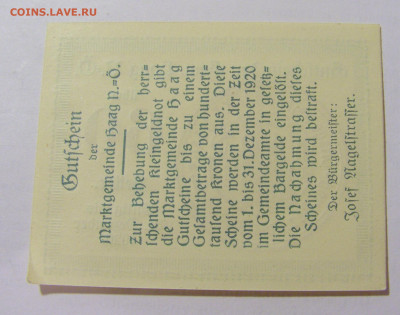 COINS.LAVE.RU
Gutschein
der
Marktgemeinde Haag N.=Ö.
Zur Behebung der herr=
schenden Kleingeldnot gibt
die Marktgemeinde Haag
Gutscheine bis zu einem
Gesamtbetrage von hundert=
tausend Kronen aus. Diese
Scheine werden in der Zeit
vom 1. bis 31. Dezember 1920
im Gemeindeamte in gesetz=
lichem Bargelde eingelöst.
Die Nachahmung dieses
Scheines wird bestraft.
Der Bürgermeister:
Josef Nagelstrasser.